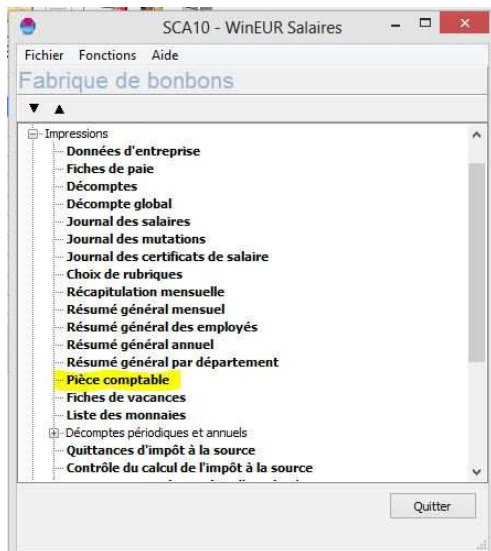 SCA10 - WinEUR Salaires
Fichier Fonctions Aide
Fabrique de bonbons
Impressions
Données d'entreprise
Fiches de paie
Décomptes
Décompte global
Journal des salaires
Journal des mutations
Journal des certificats de salaire
Choix de rubriques
Récapitulation mensuelle
Résumé général mensuel
Résumé général des employés
Résumé général annuel
Résumé général par département
Pièce comptable
Fiches de vacances
Liste des monnaies
Décomptes périodiques et annuels
Quittances d'impôt à la source
Contrôle du calcul de l'impôt à la source
Quitter